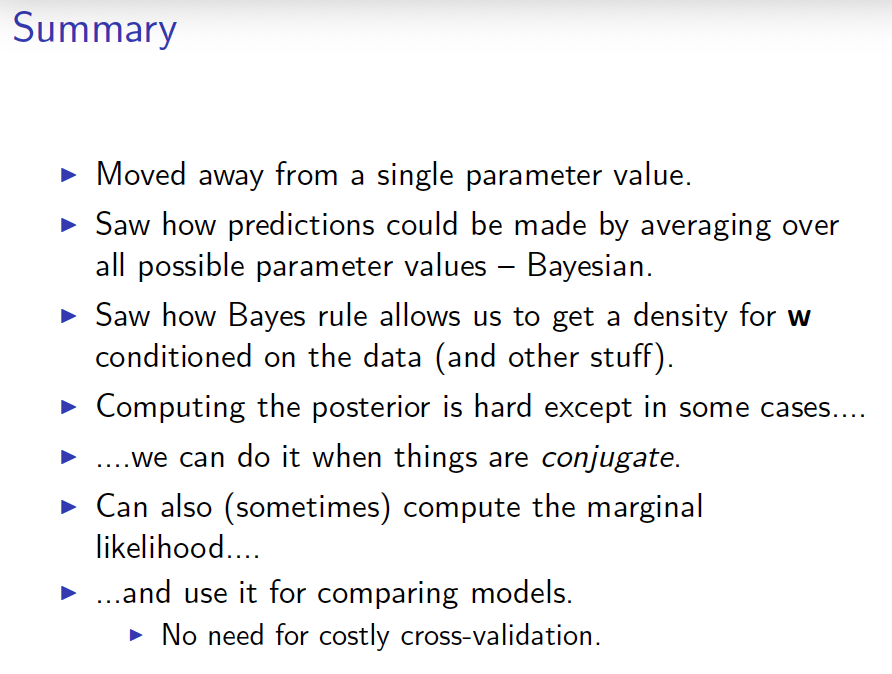 Summary
Moved away from a single parameter value.
Saw how predictions could be made by averaging over
all possible parameter values – Bayesian.
Saw how Bayes rule allows us to get a density for w
conditioned on the data (and other stuff).
Computing the posterior is hard except in some cases....
....we can do it when things are conjugate.
Can also (sometimes) compute the marginal
likelihood....
...and use it for comparing models.
No need for costly cross-validation.